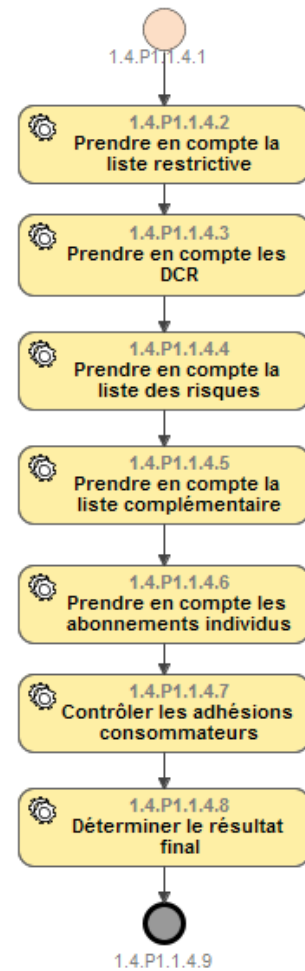 1.4.P1.1.4.1
1.4.P1.1.4.2
Prendre en compte la
liste restrictive
1.4.P1.1.4.3
Prendre en compte les
DCR
1.4.P1.1.4.4
Prendre en compte la
liste des risques
1.4.P1.1.4.5
Prendre en compte la
liste complémentaire
1.4.P1.1.4.6
Prendre en compte les
abonnements individus
1.4.P1.1.4.7
Contrôler les adhésions
consommateurs
1.4.P1.1.4.8
Déterminer le résultat
final
1.4.P1.1.4.9